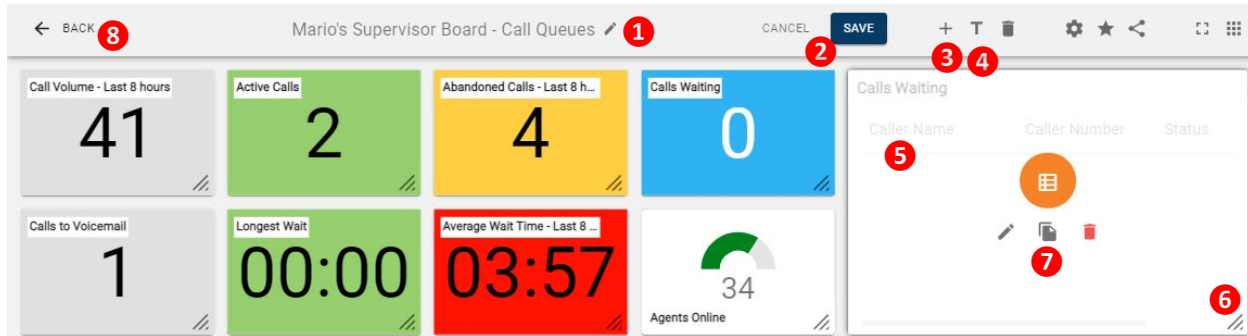 BACK
8
Mario's Supervisor Board - Call Queues
1
CANCEL
2
SAVE
3
4
Call Volume - Last 8 hours
41
Active Calls
2
Abandoned Calls - Last 8 h...
4
Calls Waiting
0
Calls Waiting
Caller Name Caller Number Status
5
Calls to Voicemail
1
Longest Wait
00:00
Average Wait Time - Last 8 ...
03:57
34
Agents Online
7
6